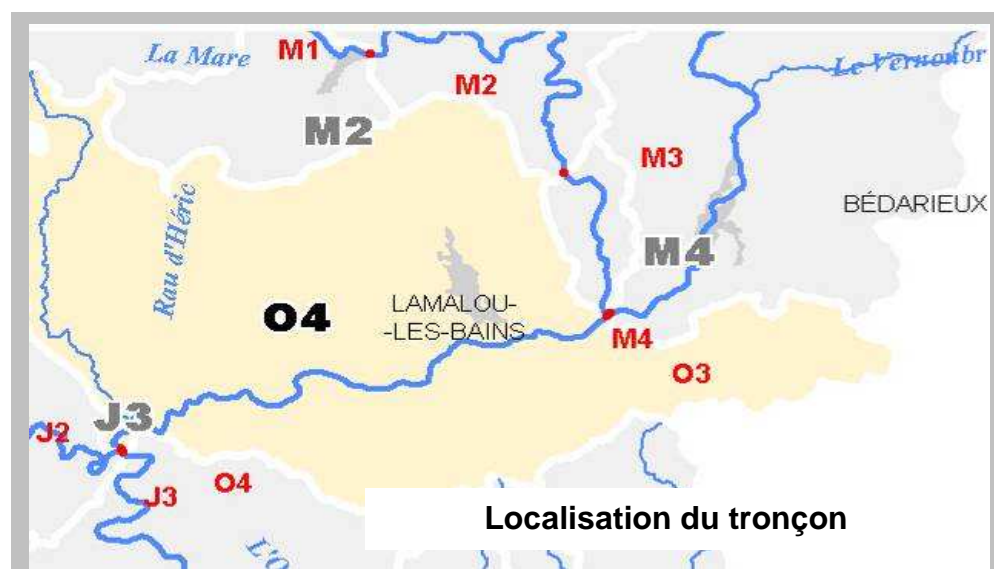 La Mare
M1
M2
Le Vernoubr
M2
M3
Rau d'Héric
BÉDARIEUX
M4
O4
LAMALOU-
-LES-BAINS
M4
O3
J3
J2
O4
J3
Localisation du tronçon
L'O